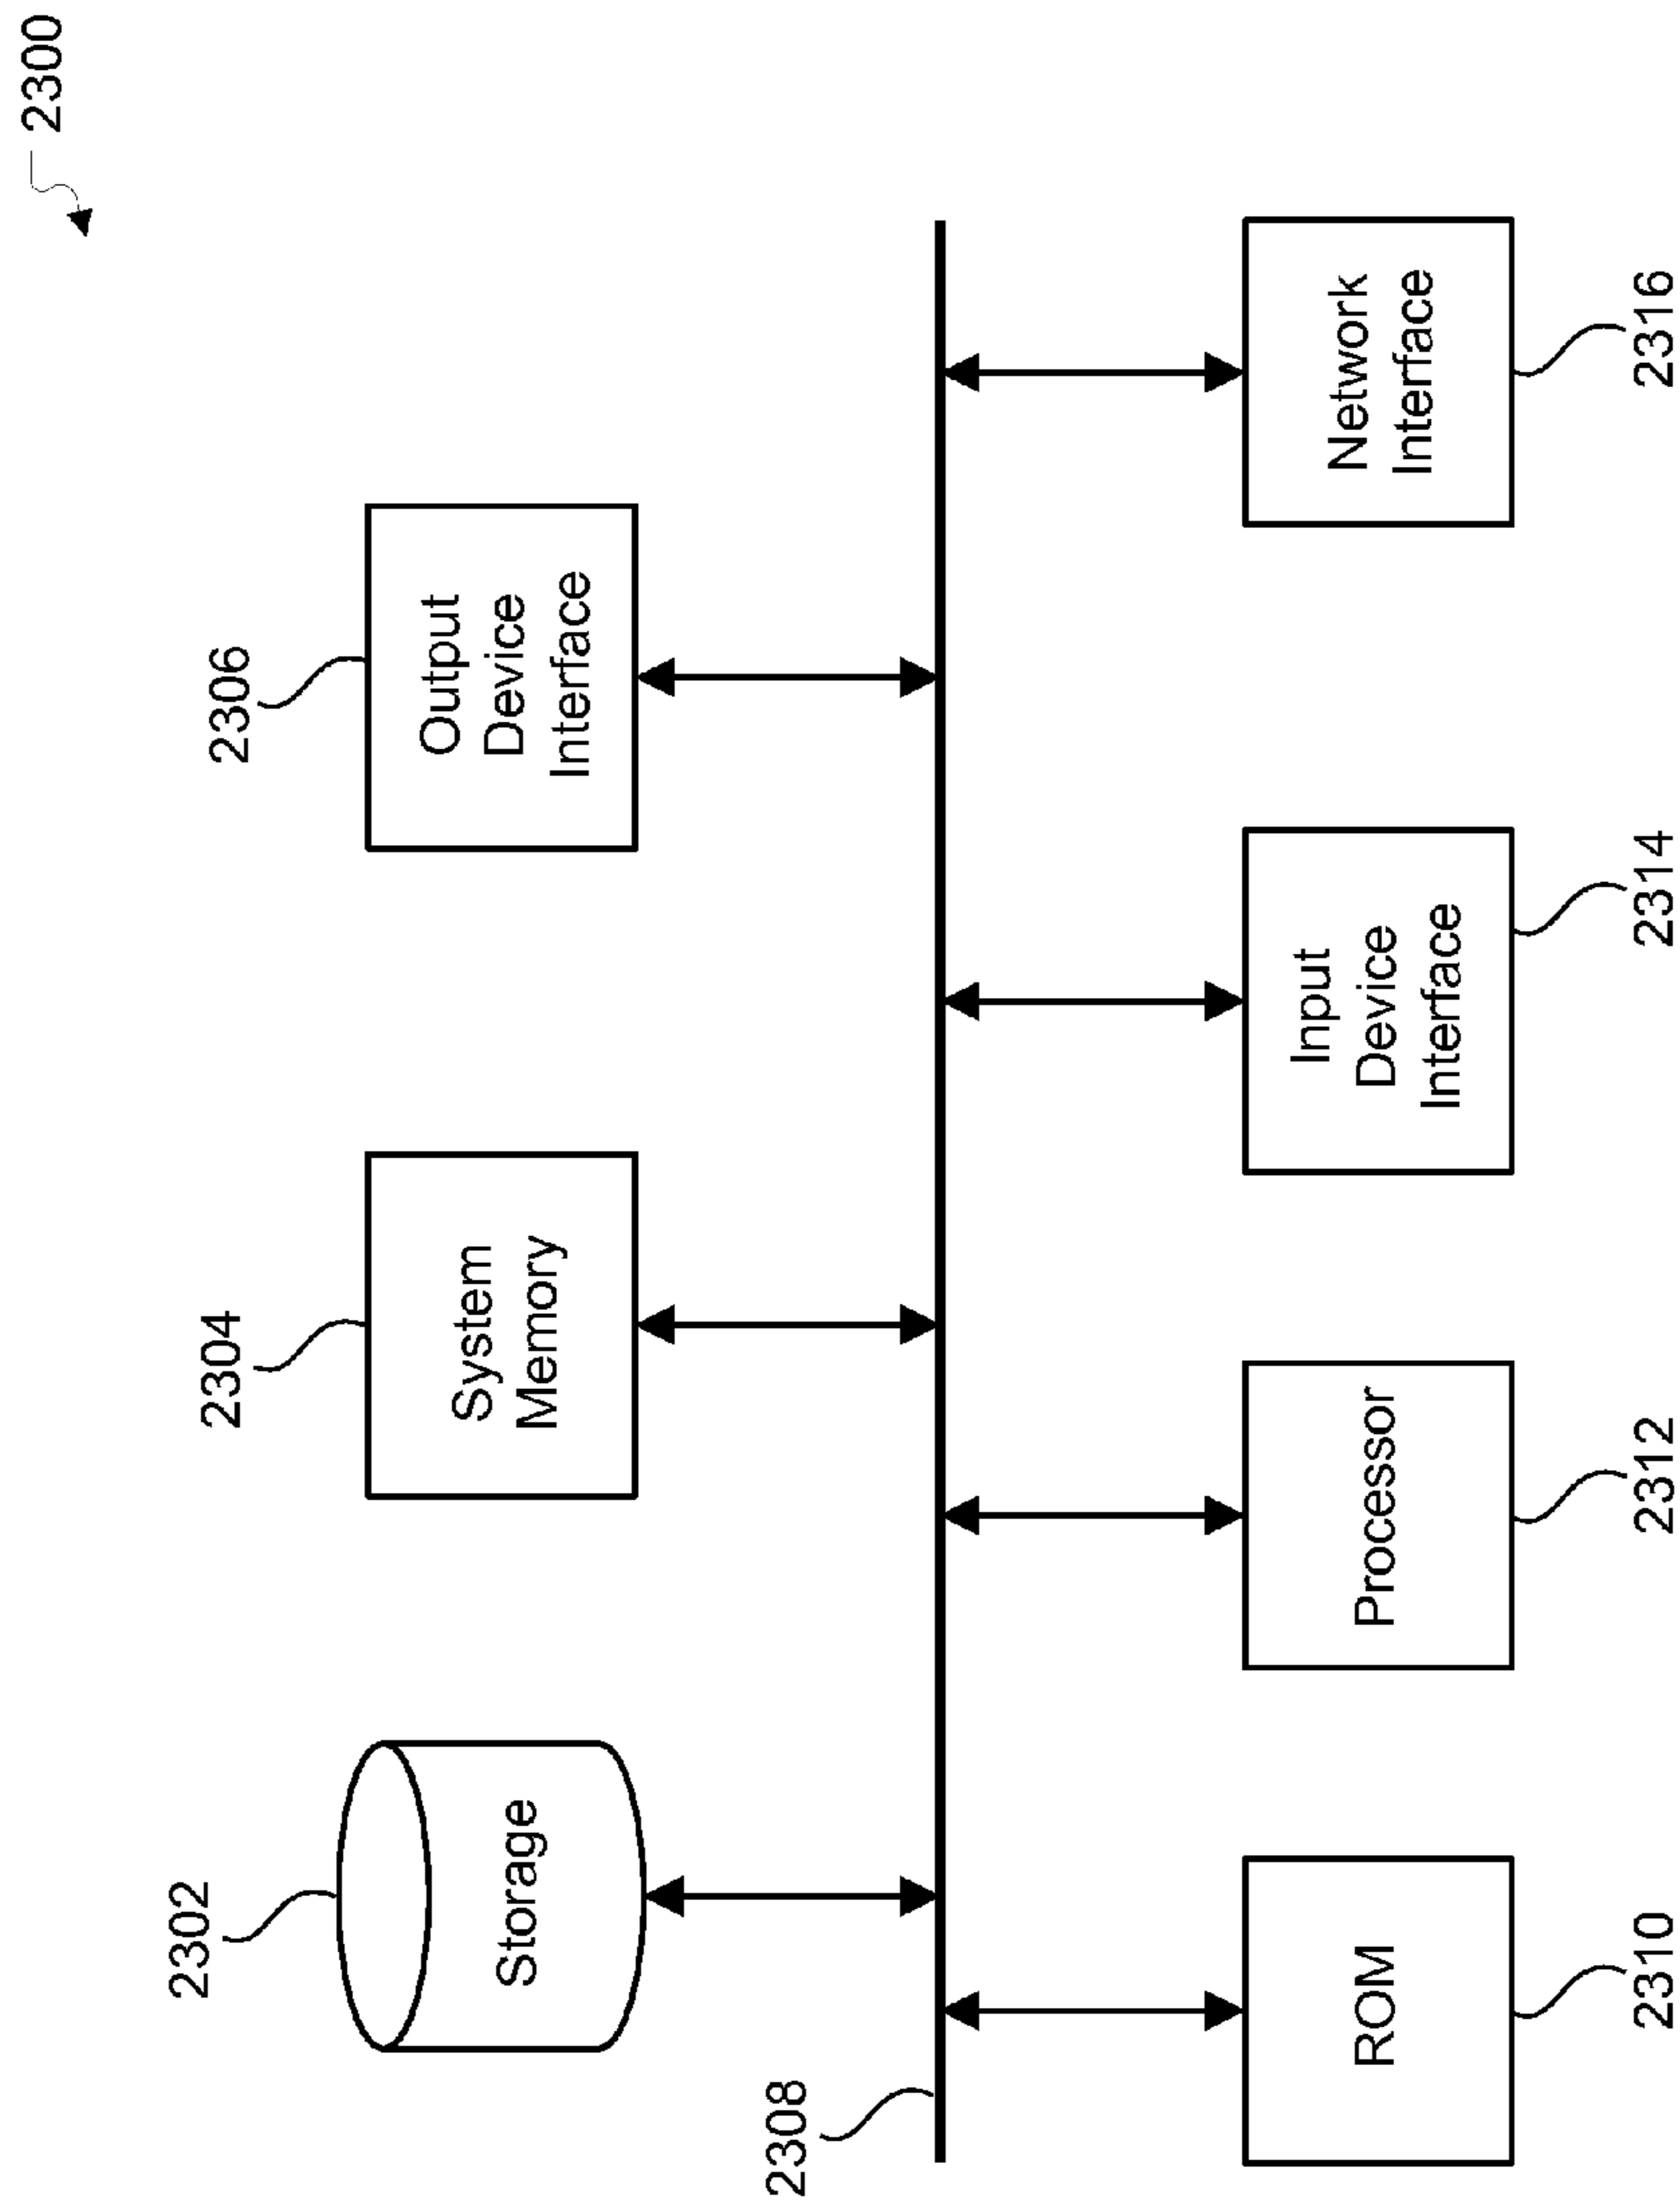 2300
2302
2304
2306
Storage
System
Memory
Output
Device
Interface
2308
ROM
Processor
Input
Device
Interface
Network
Interface
2310
2312
2314
2316